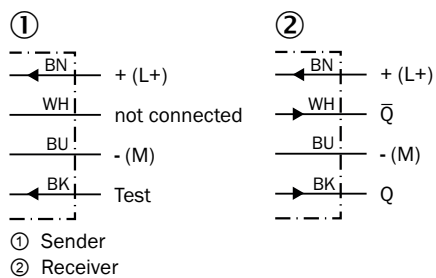 ① ②
BN + (L+) BN + (L+)
WH not connected WH Q̅
BU - (M) BU - (M)
BK Test BK Q
① Sender
② Receiver